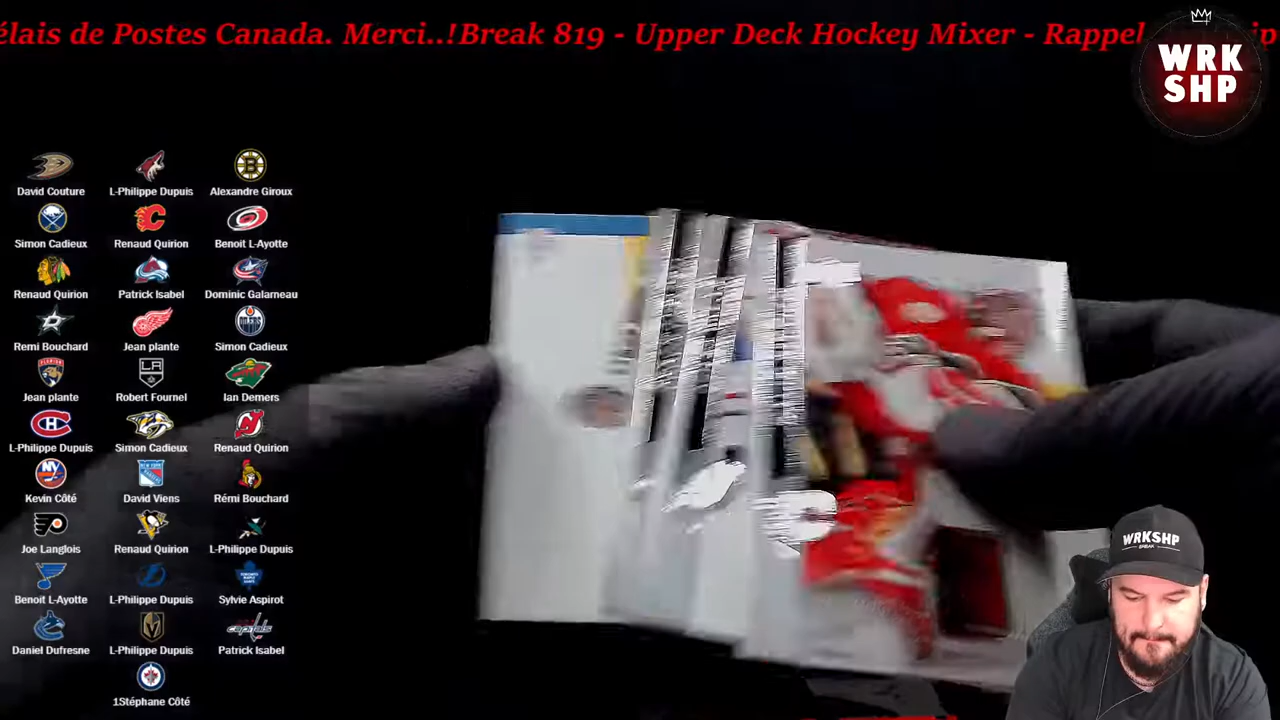 élais de Postes Canada. Merci..!Break 819 - Upper Deck Hockey Mixer - Rappel
WRK
SHP
David Couture L-Philippe Dupuis Alexandre Giroux
Simon Cadieux Renaud Quirion Benoit L-Ayotte
Renaud Quirion Patrick Isabel Dominic Galarneau
Remi Bouchard Jean plante Simon Cadieux
Jean plante Robert Fournel Ian Demers
L-Philippe Dupuis Simon Cadieux Renaud Quirion
Kevin Côté David Viens Rémi Bouchard
Joe Langlois Renaud Quirion L-Philippe Dupuis
Benoit L-Ayotte L-Philippe Dupuis Sylvie Aspirot
Daniel Dufresne L-Philippe Dupuis Patrick Isabel
1Stéphane Côté
WRKSHP
BREAK